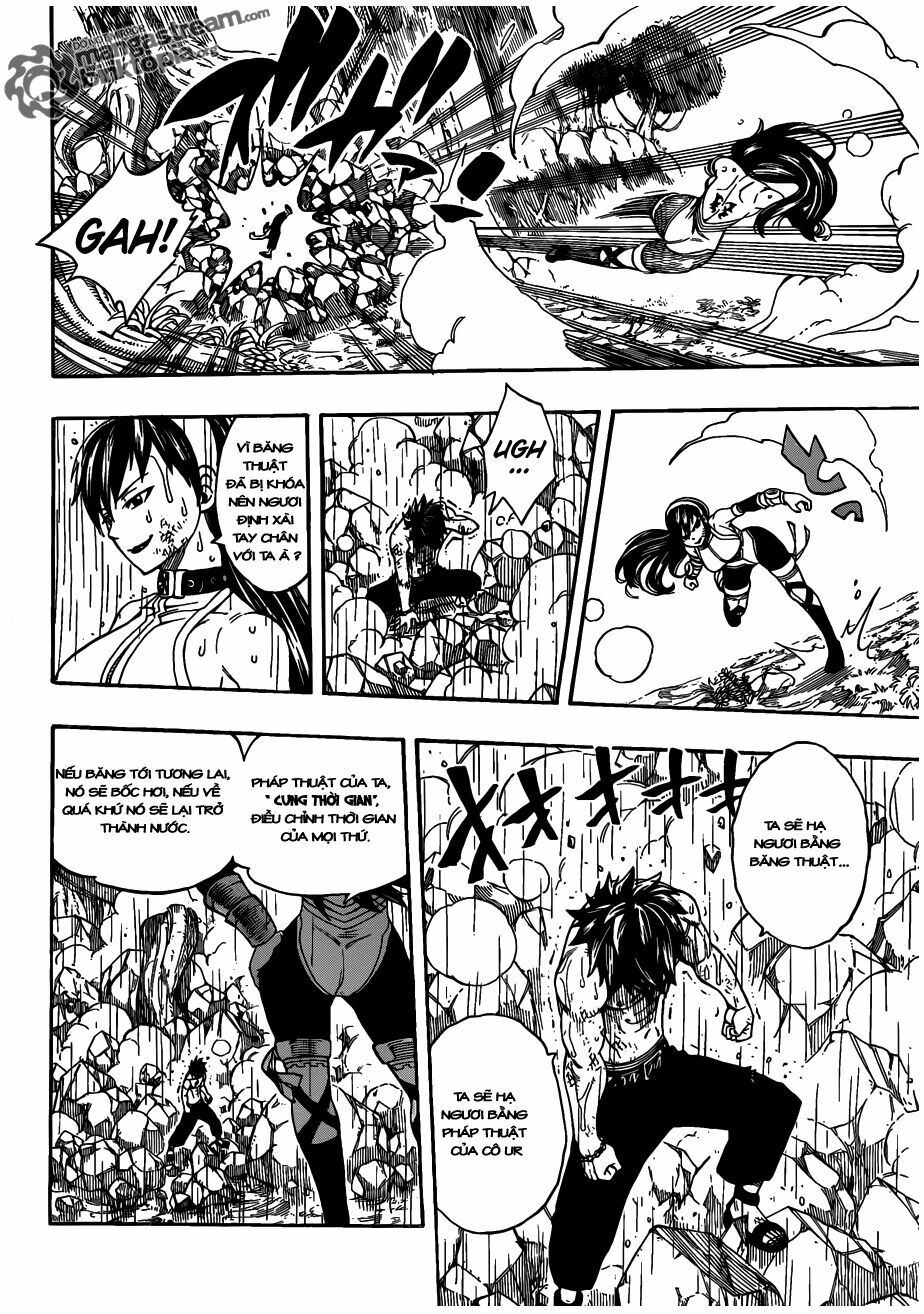 mangastream.com
GAH!
VÌ BĂNG
THUẬT
ĐÃ BỊ KHÓA
NÊN NGƯƠI
ĐỊNH XÀI
TAY CHÂN
VỚI TA À ?
UGH
...
NẾU BĂNG TỚI TƯƠNG LAI,
NÓ SẼ BỐC HƠI, NẾU VỀ
QUÁ KHỨ NÓ SẼ LẠI TRỞ
THÀNH NƯỚC.
PHÁP THUẬT CỦA TA,
" CUNG THỜI GIAN",
ĐIỀU CHỈNH THỜI GIAN
CỦA MỌI THỨ.
TA SẼ HẠ
NGƯƠI BẰNG
BĂNG THUẬT...
TA SẼ HẠ
NGƯƠI BẰNG
PHÁP THUẬT
CỦA CÔ UR